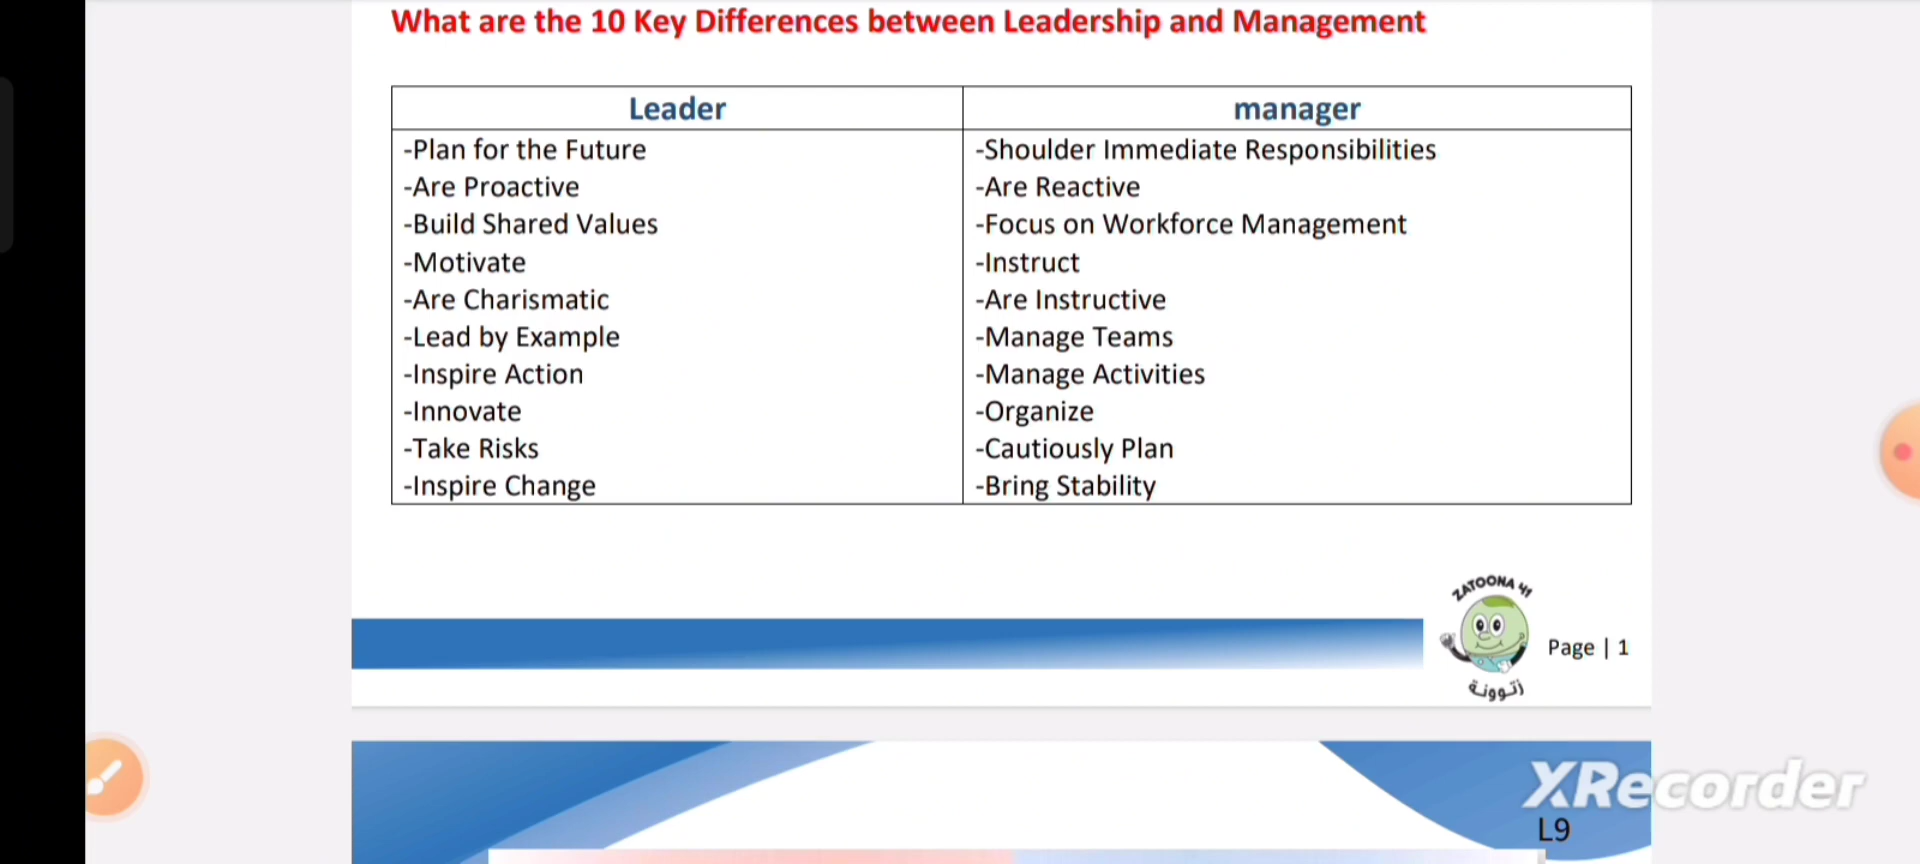 What are the 10 Key Differences between Leadership and Management
Leader
manager
-Plan for the Future
-Are Proactive
-Build Shared Values
-Motivate
-Are Charismatic
-Lead by Example
-Inspire Action
-Innovate
-Take Risks
-Inspire Change
-Shoulder Immediate Responsibilities
-Are Reactive
-Focus on Workforce Management
-Instruct
-Are Instructive
-Manage Teams
-Manage Activities
-Organize
-Cautiously Plan
-Bring Stability
ZATOONA 41
زتوونة
Page | 1
XRecorder
L9